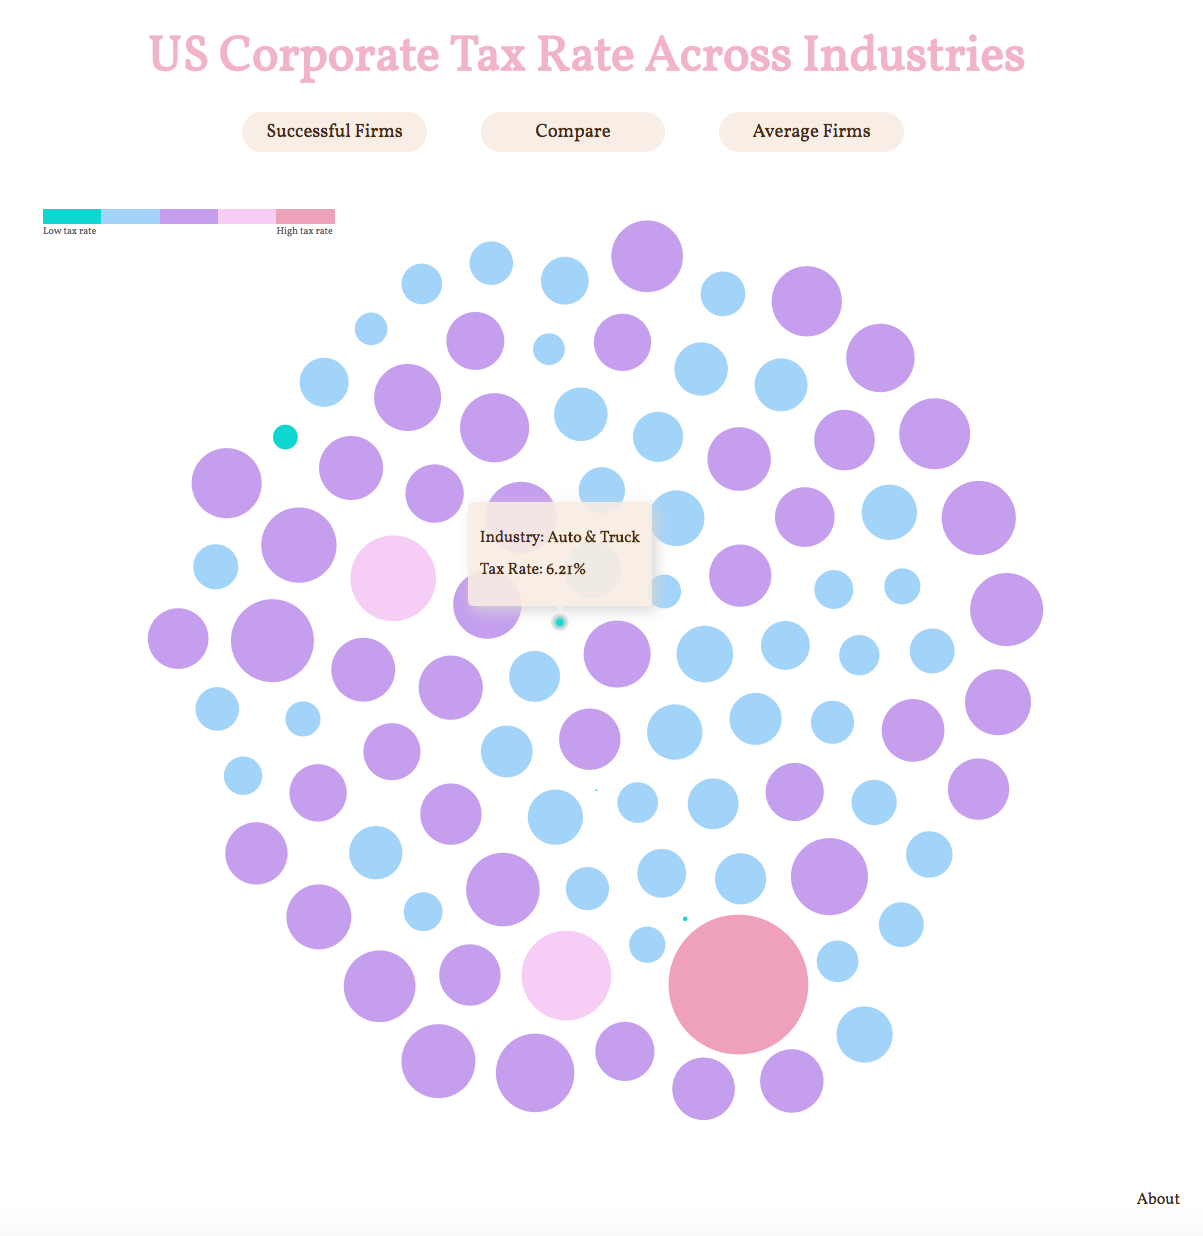 US Corporate Tax Rate Across Industries
Successful Firms
Compare
Average Firms
Low tax rate
High tax rate
Industry: Auto & Truck
Tax Rate: 6.21%
About